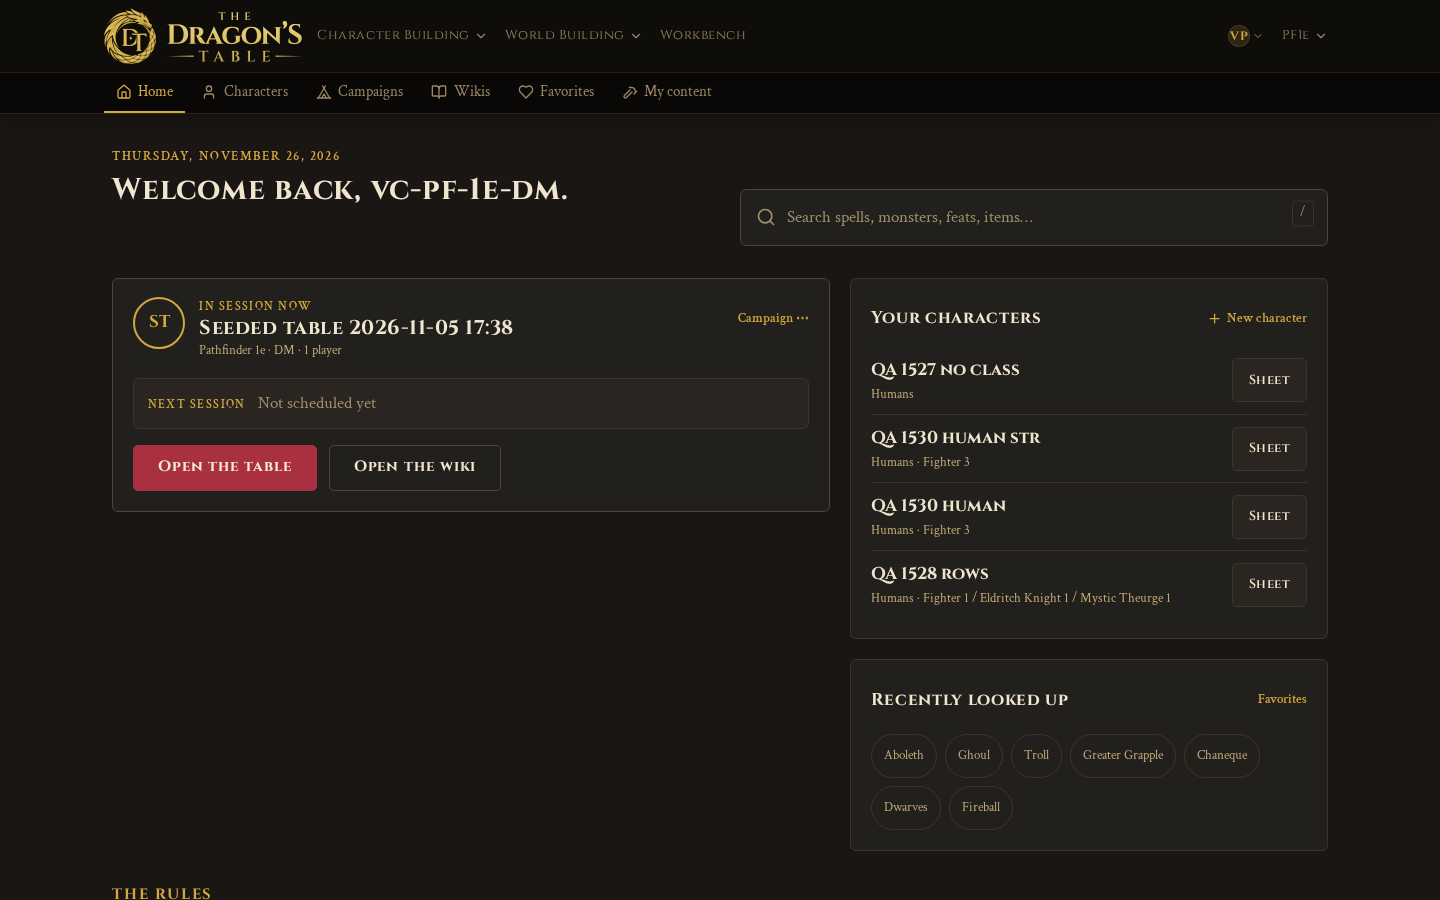 THE
DRAGON'S
TABLE
DT
Character Building
World Building
Workbench
VP
PF1e
Home
Characters
Campaigns
Wikis
Favorites
My content
THURSDAY, NOVEMBER 26, 2026
Welcome back, vc-pf-1e-dm.
Search spells, monsters, feats, items…
/
ST
IN SESSION NOW
Seeded table 2026-11-05 17:38
Pathfinder 1e · DM · 1 player
Campaign ···
NEXT SESSION Not scheduled yet
Open the table
Open the wiki
Your characters
+ New character
QA 1527 no class
Humans
Sheet
QA 1530 human STR
Humans · Fighter 3
Sheet
QA 1530 human
Humans · Fighter 3
Sheet
QA 1528 rows
Humans · Fighter 1 / Eldritch Knight 1 / Mystic Theurge 1
Sheet
Recently looked up
Favorites
Aboleth
Ghoul
Troll
Greater Grapple
Chaneque
Dwarves
Fireball
THE RULES